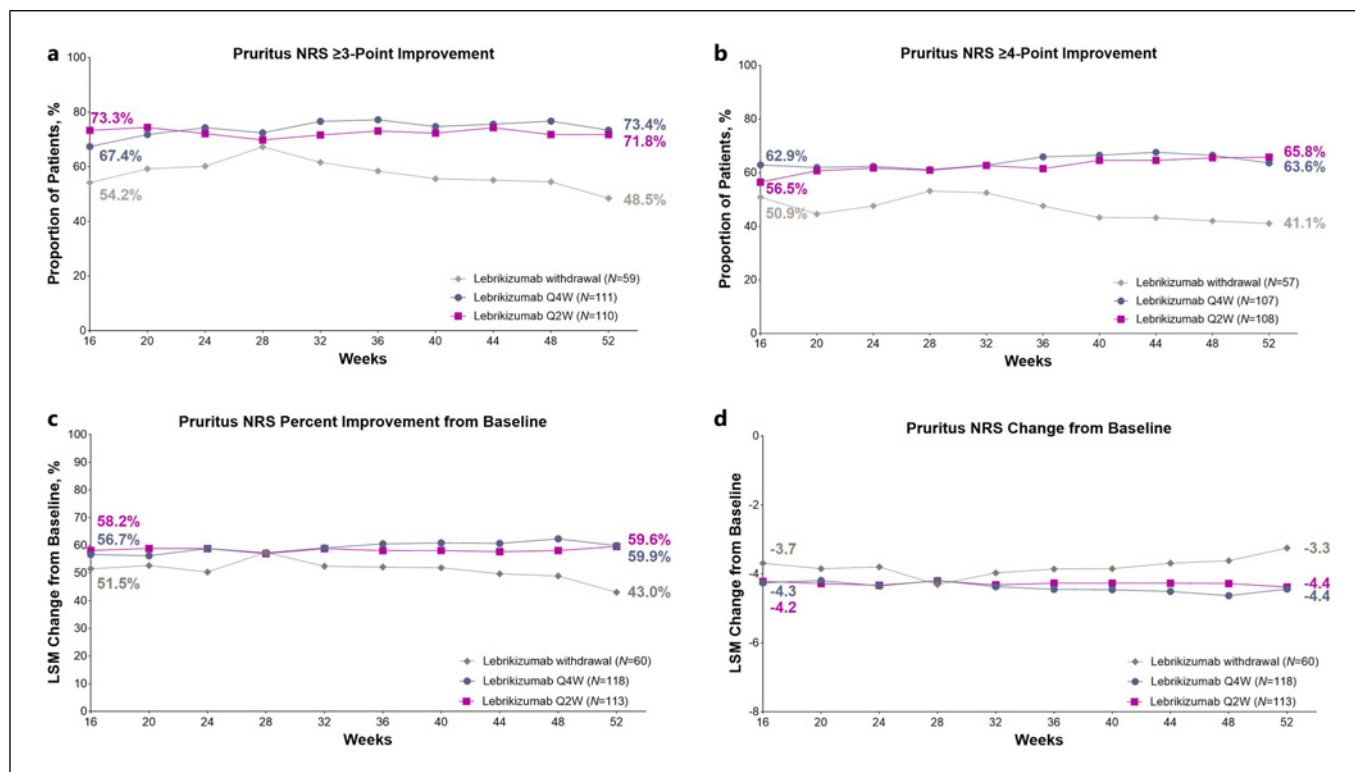 a
Pruritus NRS ≥3-Point Improvement
Proportion of Patients, %
100
80
60
40
20
0
73.3%
67.4%
54.2%
73.4%
71.8%
48.5%
Lebrikizumab withdrawal (N=59)
Lebrikizumab Q4W (N=111)
Lebrikizumab Q2W (N=110)
16 20 24 28 32 36 40 44 48 52
Weeks
b
Pruritus NRS ≥4-Point Improvement
Proportion of Patients, %
100
80
60
40
20
0
62.9%
56.5%
50.9%
65.8%
63.6%
41.1%
Lebrikizumab withdrawal (N=57)
Lebrikizumab Q4W (N=107)
Lebrikizumab Q2W (N=108)
16 20 24 28 32 36 40 44 48 52
Weeks
c
Pruritus NRS Percent Improvement from Baseline
LSM Change from Baseline, %
100
90
80
70
60
50
40
30
20
10
0
58.2%
56.7%
51.5%
59.6%
59.9%
43.0%
Lebrikizumab withdrawal (N=60)
Lebrikizumab Q4W (N=118)
Lebrikizumab Q2W (N=113)
16 20 24 28 32 36 40 44 48 52
Weeks
d
Pruritus NRS Change from Baseline
LSM Change from Baseline
0
-2
-4
-6
-8
-3.7
-4.3
-4.2
-3.3
-4.4
-4.4
Lebrikizumab withdrawal (N=60)
Lebrikizumab Q4W (N=118)
Lebrikizumab Q2W (N=113)
16 20 24 28 32 36 40 44 48 52
Weeks